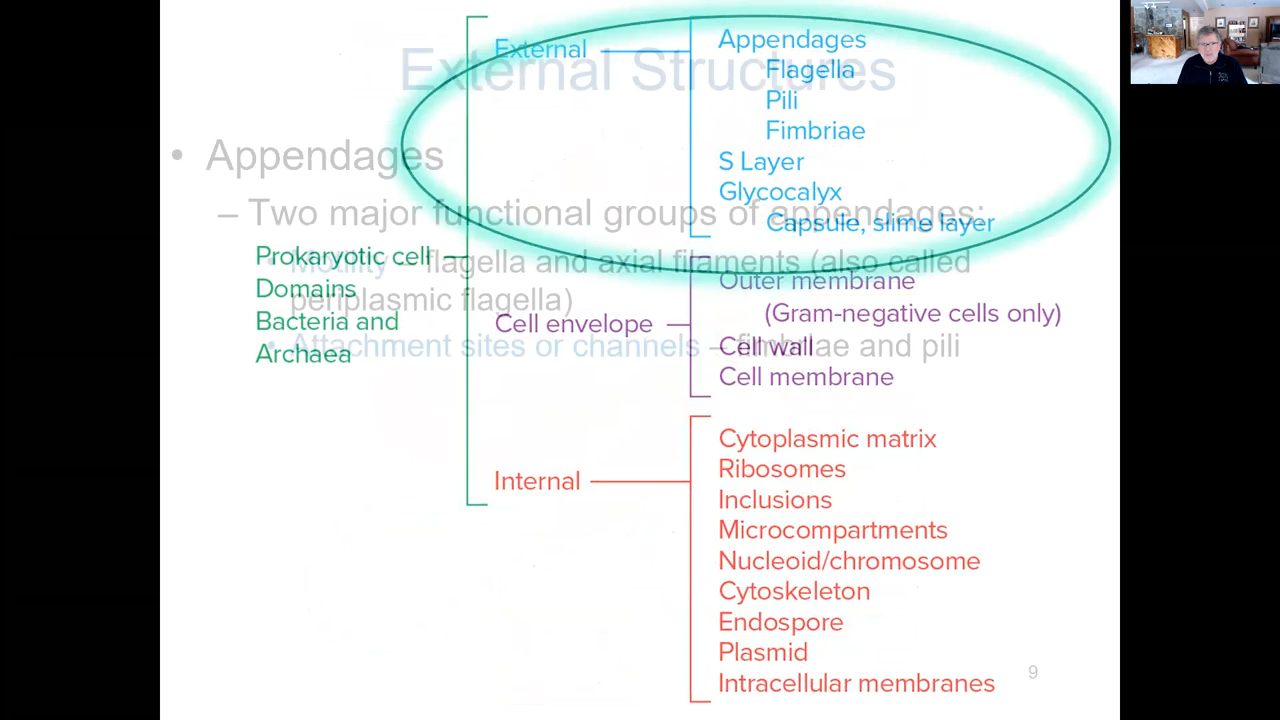 External Structures
• Appendages
– Two major functional groups of appendages:
• Motility – flagella and axial filaments (also called
periplasmic flagella)
• Attachment sites or channels – fimbriae and pili
Prokaryotic cell
Domains
Bacteria and
Archaea
External
Appendages
Flagella
Pili
Fimbriae
S Layer
Glycocalyx
Capsule, slime layer
Cell envelope
Outer membrane
(Gram-negative cells only)
Cell wall
Cell membrane
Internal
Cytoplasmic matrix
Ribosomes
Inclusions
Microcompartments
Nucleoid/chromosome
Cytoskeleton
Endospore
Plasmid
Intracellular membranes
9